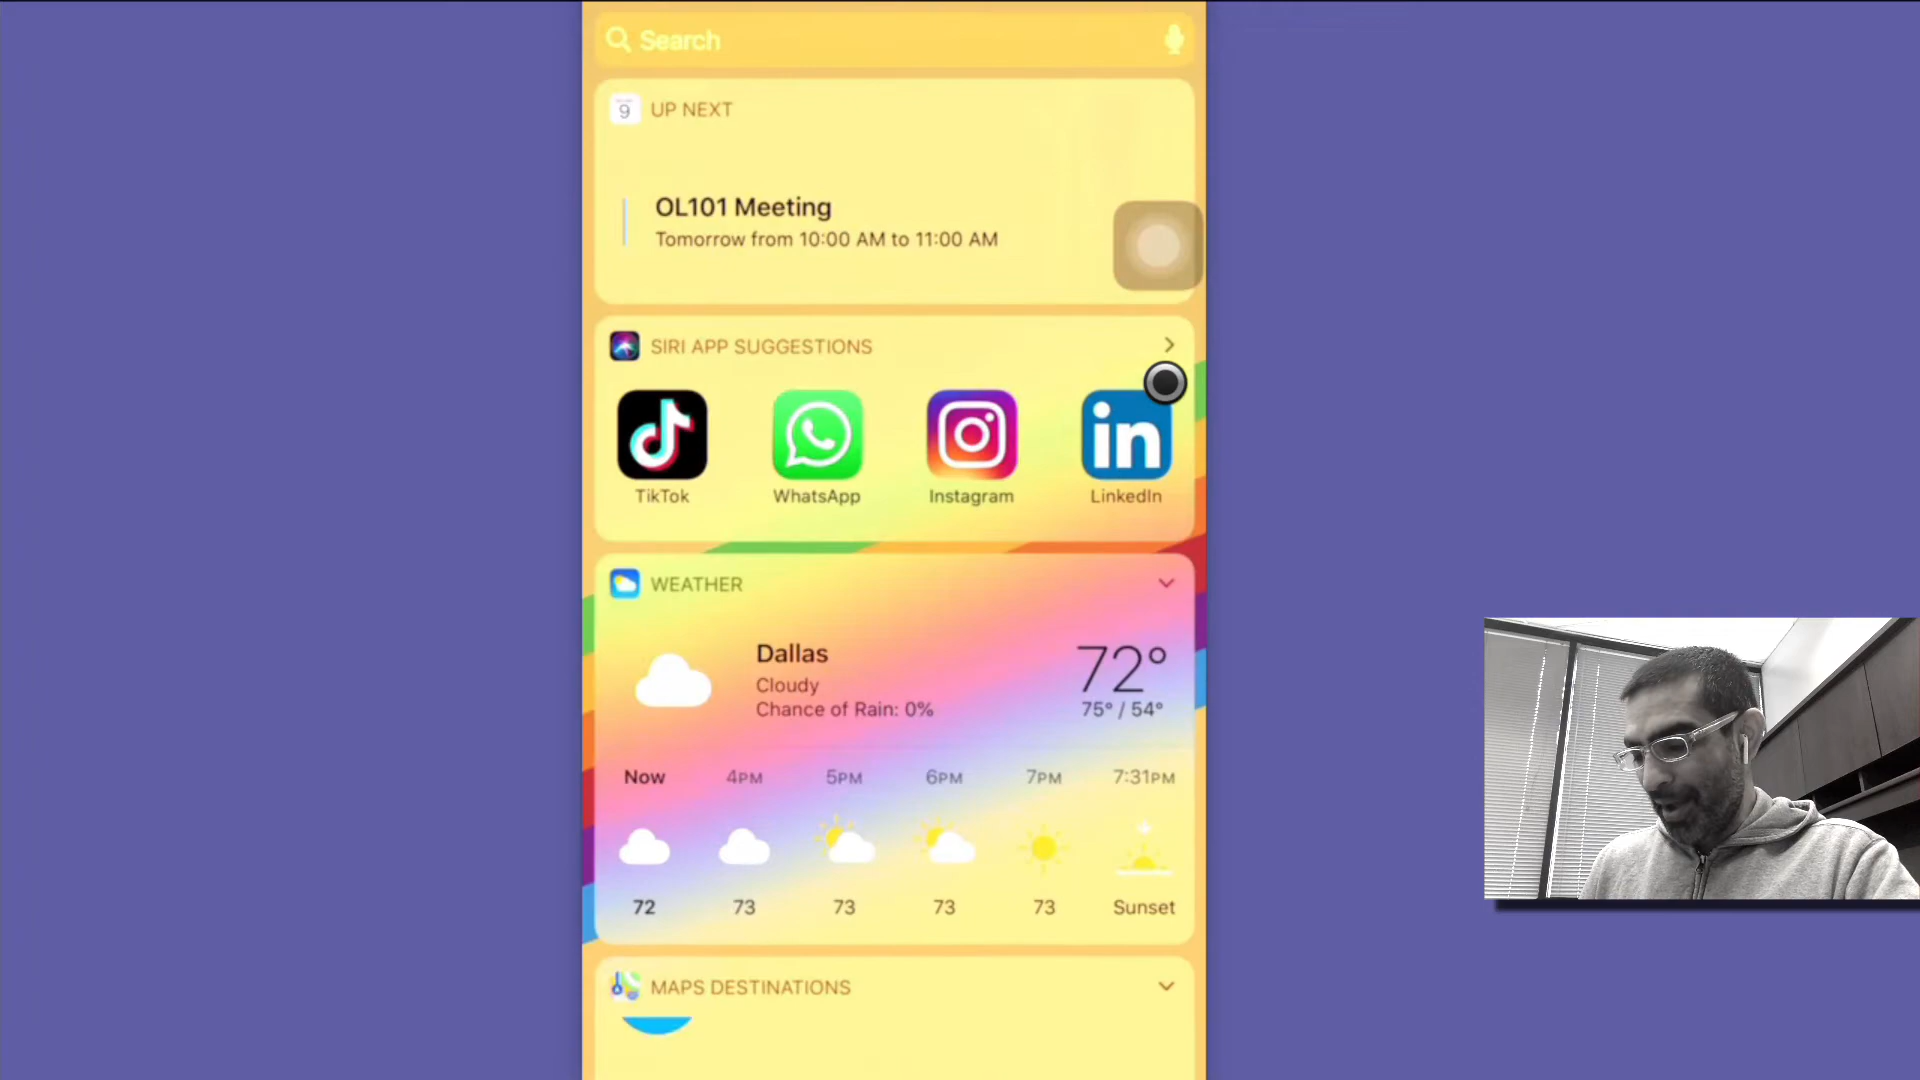 Search
9
UP NEXT
OL101 Meeting
Tomorrow from 10:00 AM to 11:00 AM
SIRI APP SUGGESTIONS
in
TikTok
WhatsApp
Instagram
LinkedIn
WEATHER
Dallas
Cloudy
Chance of Rain: 0%
72°
75° / 54°
Now
4PM
5PM
6PM
7PM
7:31PM
72
73
73
73
73
Sunset
MAPS DESTINATIONS